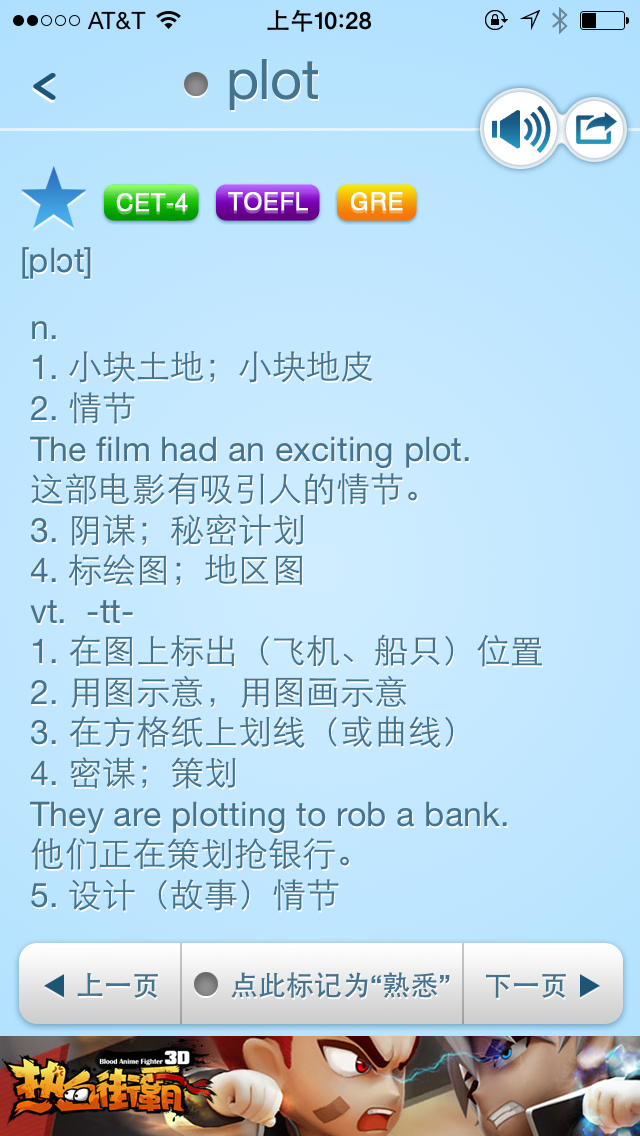 AT&T 上午10:28
plot
CET-4 TOEFL GRE
[plɔt]
n.
1. 小块土地；小块地皮
2. 情节
The film had an exciting plot.
这部电影有吸引人的情节。
3. 阴谋；秘密计划
4. 标绘图；地区图
vt. -tt-
1. 在图上标出（飞机、船只）位置
2. 用图示意，用图画示意
3. 在方格纸上划线（或曲线）
4. 密谋；策划
They are plotting to rob a bank.
他们正在策划抢银行。
5. 设计（故事）情节
上一页 点此标记为“熟悉” 下一页
Blood Anime Fighter 3D
热血街霸